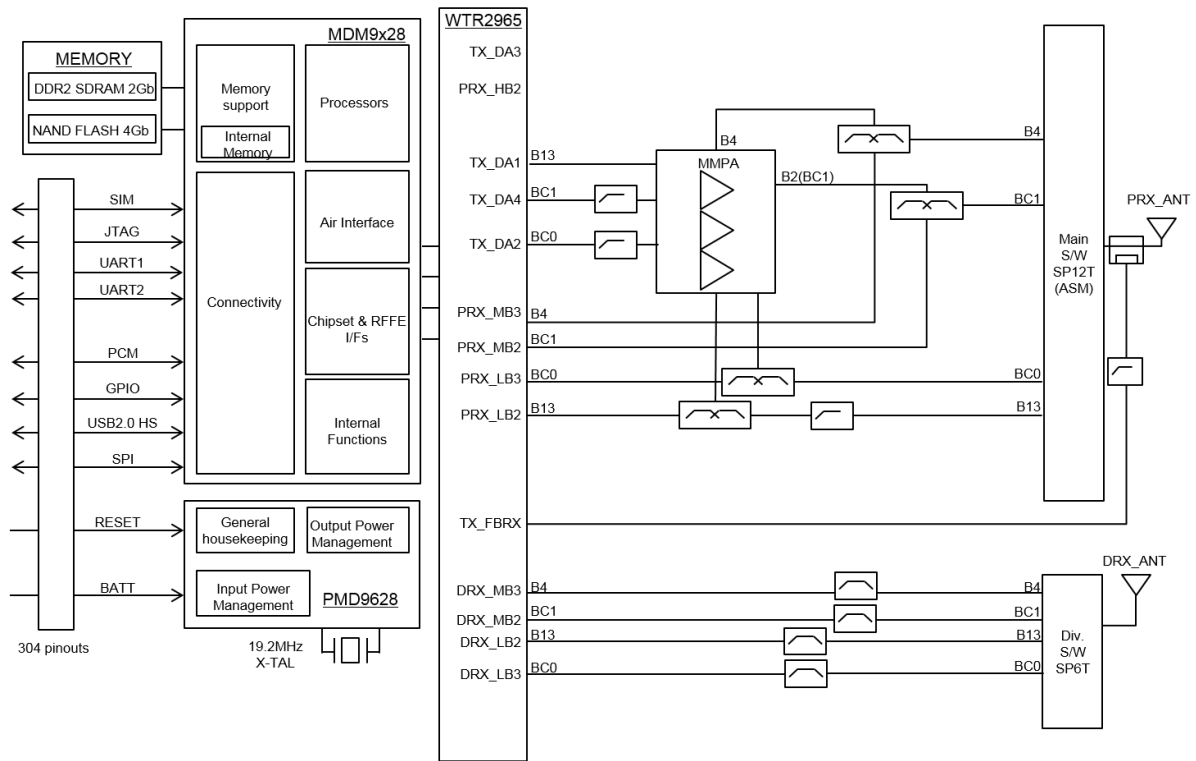 MEMORY
DDR2 SDRAM 2Gb
NAND FLASH 4Gb
MDM9x28
Memory
support
Internal
Memory
Processors
Connectivity
Air Interface
Chipset & RFFE
I/Fs
Internal
Functions
SIM
JTAG
UART1
UART2
PCM
GPIO
USB2.0 HS
SPI
RESET
BATT
304 pinouts
General
housekeeping
Output Power
Management
Input Power
Management
PMD9628
19.2MHz
X-TAL
WTR2965
TX_DA3
PRX_HB2
TX_DA1
B13
TX_DA4
BC1
TX_DA2
BC0
PRX_MB3
B4
PRX_MB2
BC1
PRX_LB3
BC0
PRX_LB2
B13
TX_FBRX
DRX_MB3
B4
DRX_MB2
BC1
DRX_LB2
B13
DRX_LB3
BC0
B4
MMPA
B2(BC1)
B4
BC1
BC0
B13
Main
S/W
SP12T
(ASM)
PRX_ANT
B4
BC1
B13
BC0
Div.
S/W
SP6T
DRX_ANT